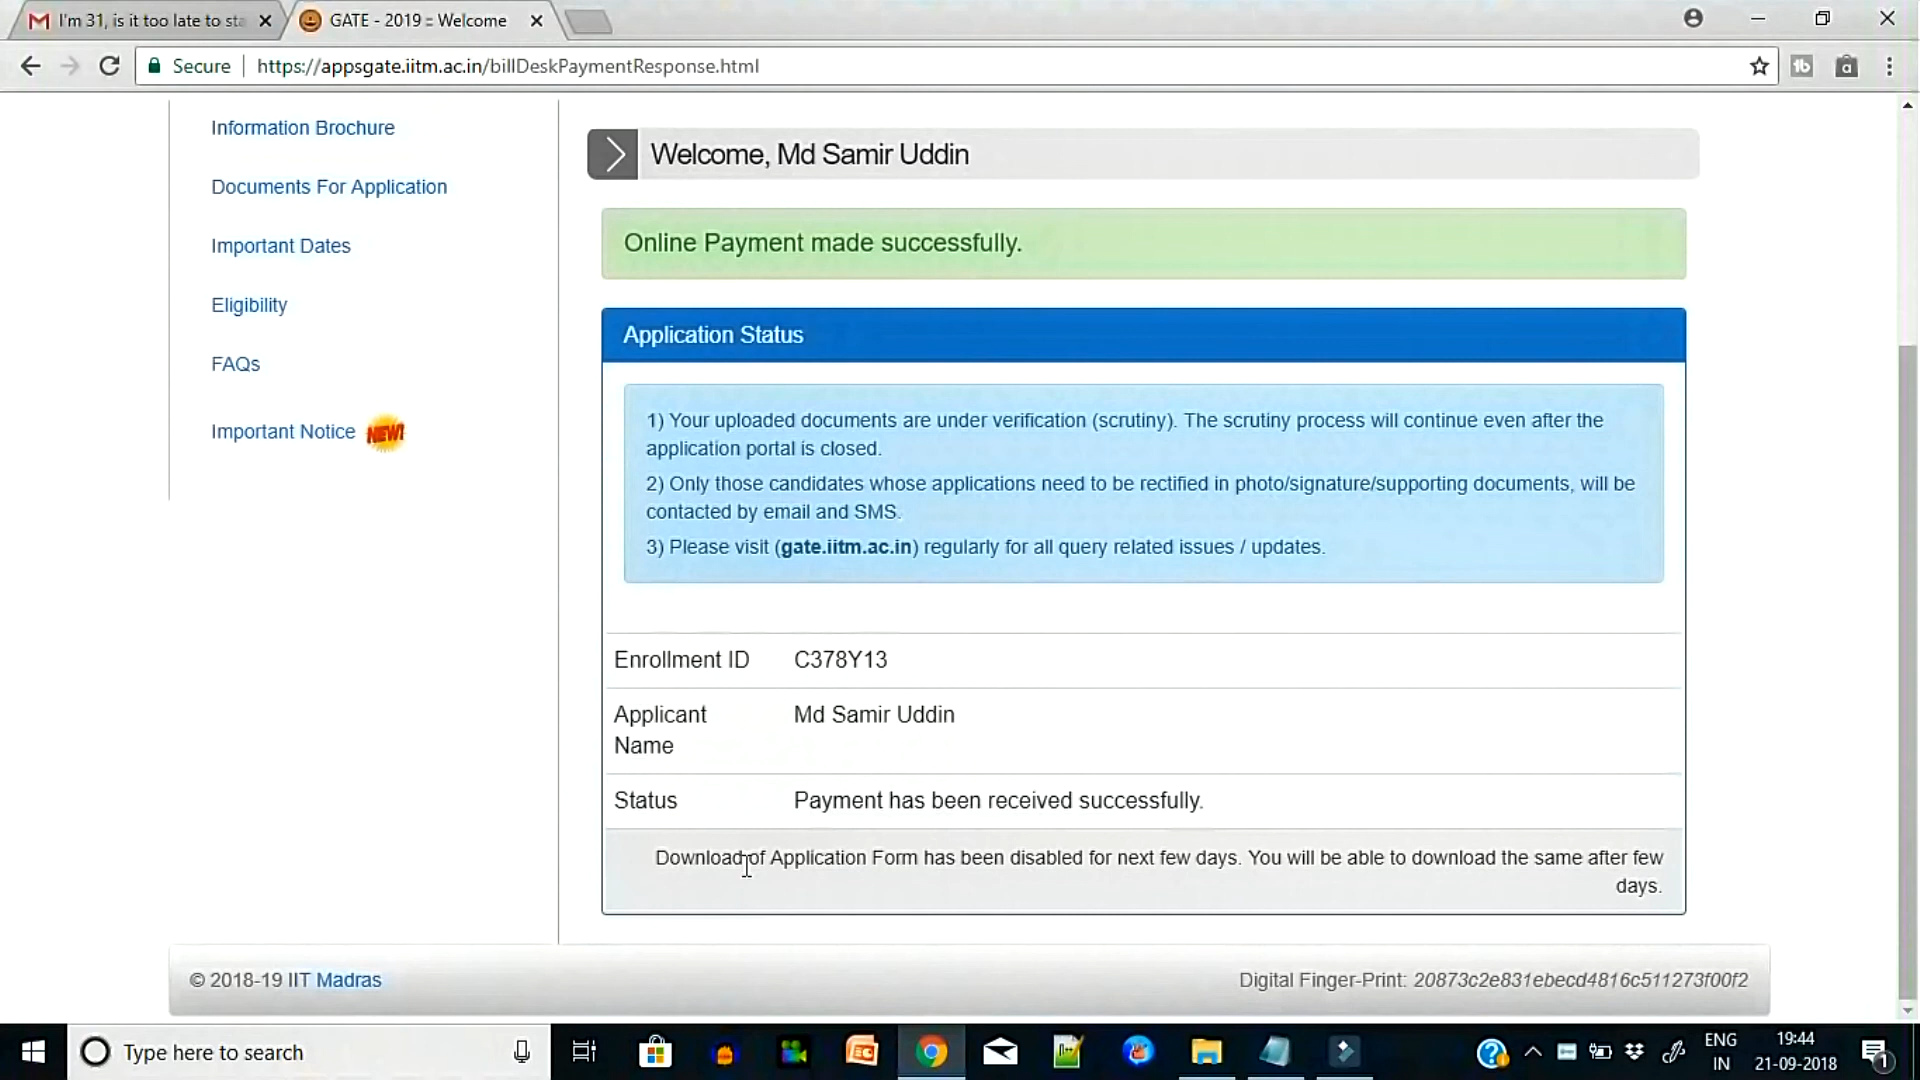 I'm 31, is it too late to sta
GATE - 2019 :: Welcome
Secure
https://appsgate.iitm.ac.in/billDeskPaymentResponse.html
Information Brochure
Documents For Application
Important Dates
Eligibility
FAQs
Important Notice NEW!
Welcome, Md Samir Uddin
Online Payment made successfully.
Application Status
1) Your uploaded documents are under verification (scrutiny). The scrutiny process will continue even after the
application portal is closed.
2) Only those candidates whose applications need to be rectified in photo/signature/supporting documents, will be
contacted by email and SMS.
3) Please visit (gate.iitm.ac.in) regularly for all query related issues / updates.
Enrollment ID C378Y13
Applicant Md Samir Uddin
Name
Status Payment has been received successfully.
Download of Application Form has been disabled for next few days. You will be able to download the same after few
days.
© 2018-19 IIT Madras
Digital Finger-Print: 20873c2e831ebecd4816c511273f00f2
Type here to search
ENG
IN
19:44
21-09-2018
1